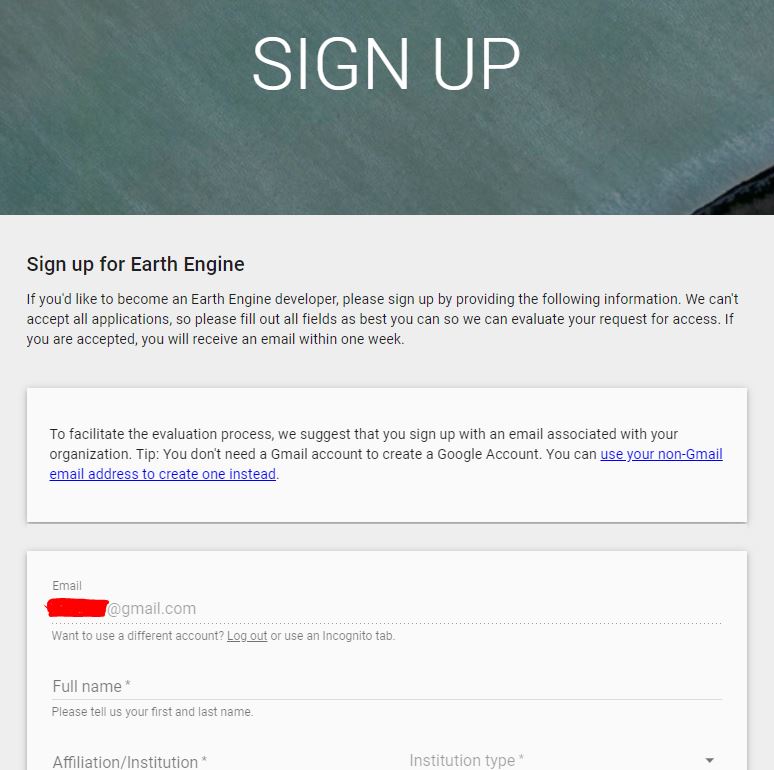 SIGN UP
Sign up for Earth Engine
If you'd like to become an Earth Engine developer, please sign up by providing the following information. We can't
accept all applications, so please fill out all fields as best you can so we can evaluate your request for access. If
you are accepted, you will receive an email within one week.
To facilitate the evaluation process, we suggest that you sign up with an email associated with your
organization. Tip: You don't need a Gmail account to create a Google Account. You can use your non-Gmail
email address to create one instead.
Email
@gmail.com
Want to use a different account? Log out or use an Incognito tab.
Full name *
Please tell us your first and last name.
Affiliation/Institution * Institution type *